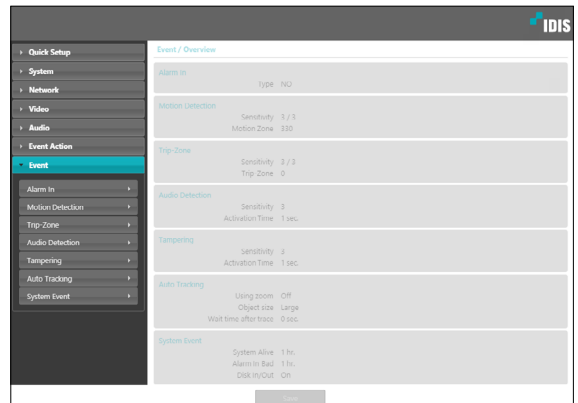 IDIS
Quick Setup
System
Network
Video
Audio
Event Action
Event
Alarm In
Motion Detection
Trip-Zone
Audio Detection
Tampering
Auto Tracking
System Event
Event / Overview
Alarm In
Type NO
Motion Detection
Sensitivity 3 / 3
Motion Zone 330
Trip-Zone
Sensitivity 3 / 3
Trip Zone 0
Audio Detection
Sensitivity 3
Activation Time 1 sec.
Tampering
Sensitivity 3
Activation Time 1 sec.
Auto Tracking
Using zoom Off
Object size Large
Wait time after trace 0 sec.
System Event
System Alive 1 hr.
Alarm In Bad 1 hr.
Disk In/Out On
Save